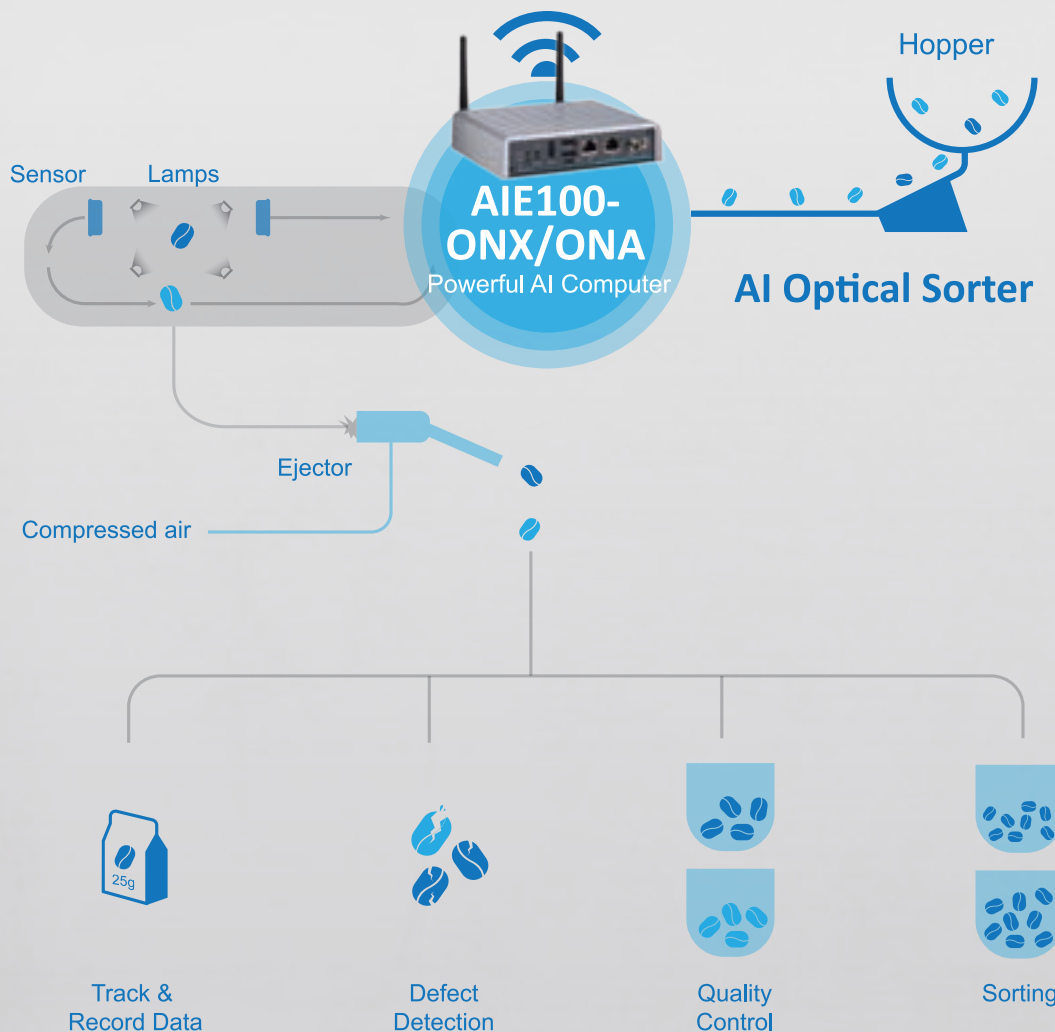 Hopper
Sensor
Lamps
AIE100-
ONX/ONA
Powerful AI Computer
AI Optical Sorter
Ejector
Compressed air
25g
Track &
Record Data
Defect
Detection
Quality
Control
Sorting